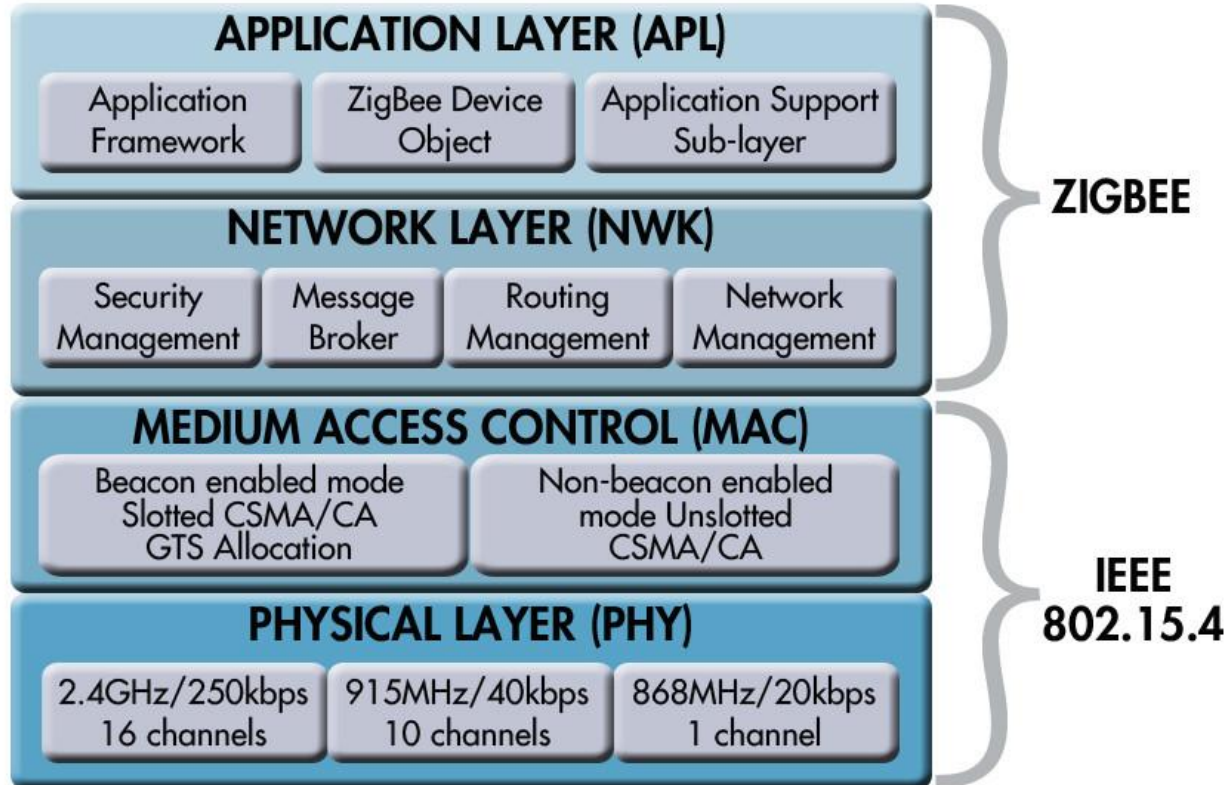 APPLICATION LAYER (APL)
Application
Framework
ZigBee Device
Object
Application Support
Sub-layer
ZIGBEE
NETWORK LAYER (NWK)
Security
Management
Message
Broker
Routing
Management
Network
Management
MEDIUM ACCESS CONTROL (MAC)
Beacon enabled mode
Slotted CSMA/CA
GTS Allocation
Non-beacon enabled
mode Unslotted
CSMA/CA
IEEE
802.15.4
PHYSICAL LAYER (PHY)
2.4GHz/250kbps
16 channels
915MHz/40kbps
10 channels
868MHz/20kbps
1 channel